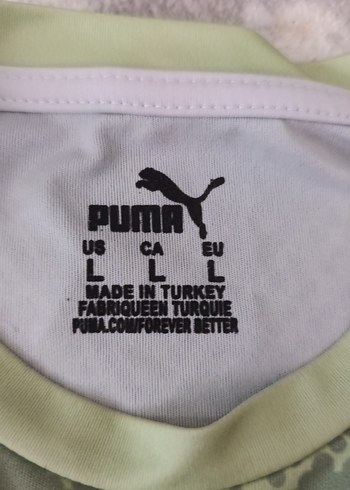 PUMA
US CA EU
L L L
MADE IN TURKEY
FABRIQUEEN TURQUIE
PUMA.COM/FOREVER BETTER